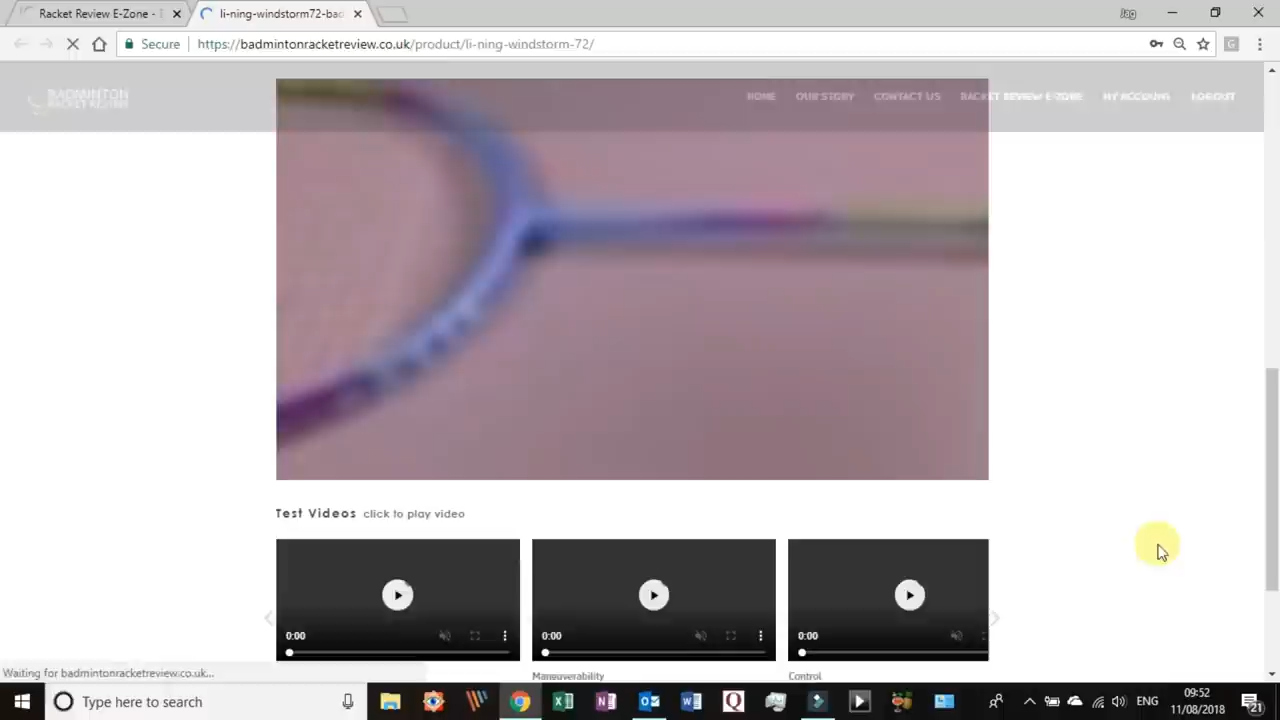 Racket Review E-Zone -
li-ning-windstorm72-bad
Secure
https://badmintonracketreview.co.uk/product/li-ning-windstorm-72/
BADMINTON
RACKET REVIEW
HOME
OUR STORY
CONTACT US
RACKET REVIEW E-ZONE
MY ACCOUNT
LOGOUT
Test Videos click to play video
0:00
0:00
0:00
Maneuverability
Control
Waiting for badmintonracketreview.co.uk...
Type here to search
ENG
09:52
11/08/2018
21